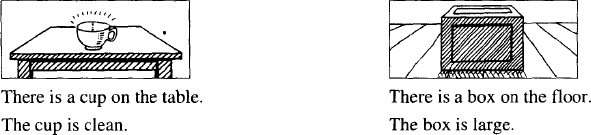 There is a cup on the table.
The cup is clean.
There is a box on the floor.
The box is large.